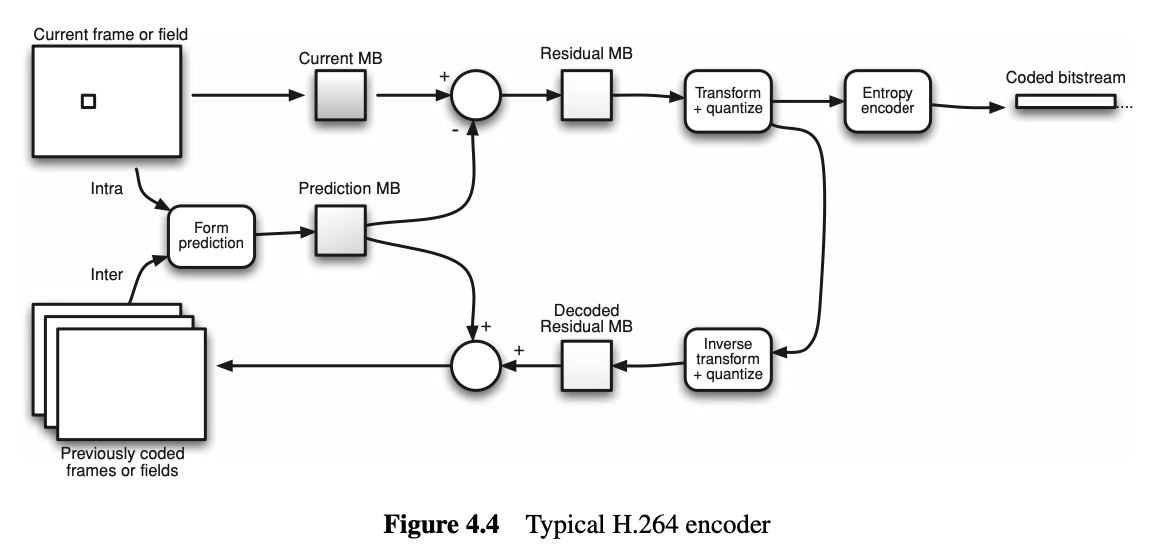 Current frame or field
Current MB
+
-
Residual MB
Transform
+ quantize
Entropy
encoder
Coded bitstream
....
Intra
Form
prediction
Prediction MB
Inter
+
+
Decoded
Residual MB
Inverse
transform
+ quantize
Previously coded
frames or fields
Figure 4.4 Typical H.264 encoder